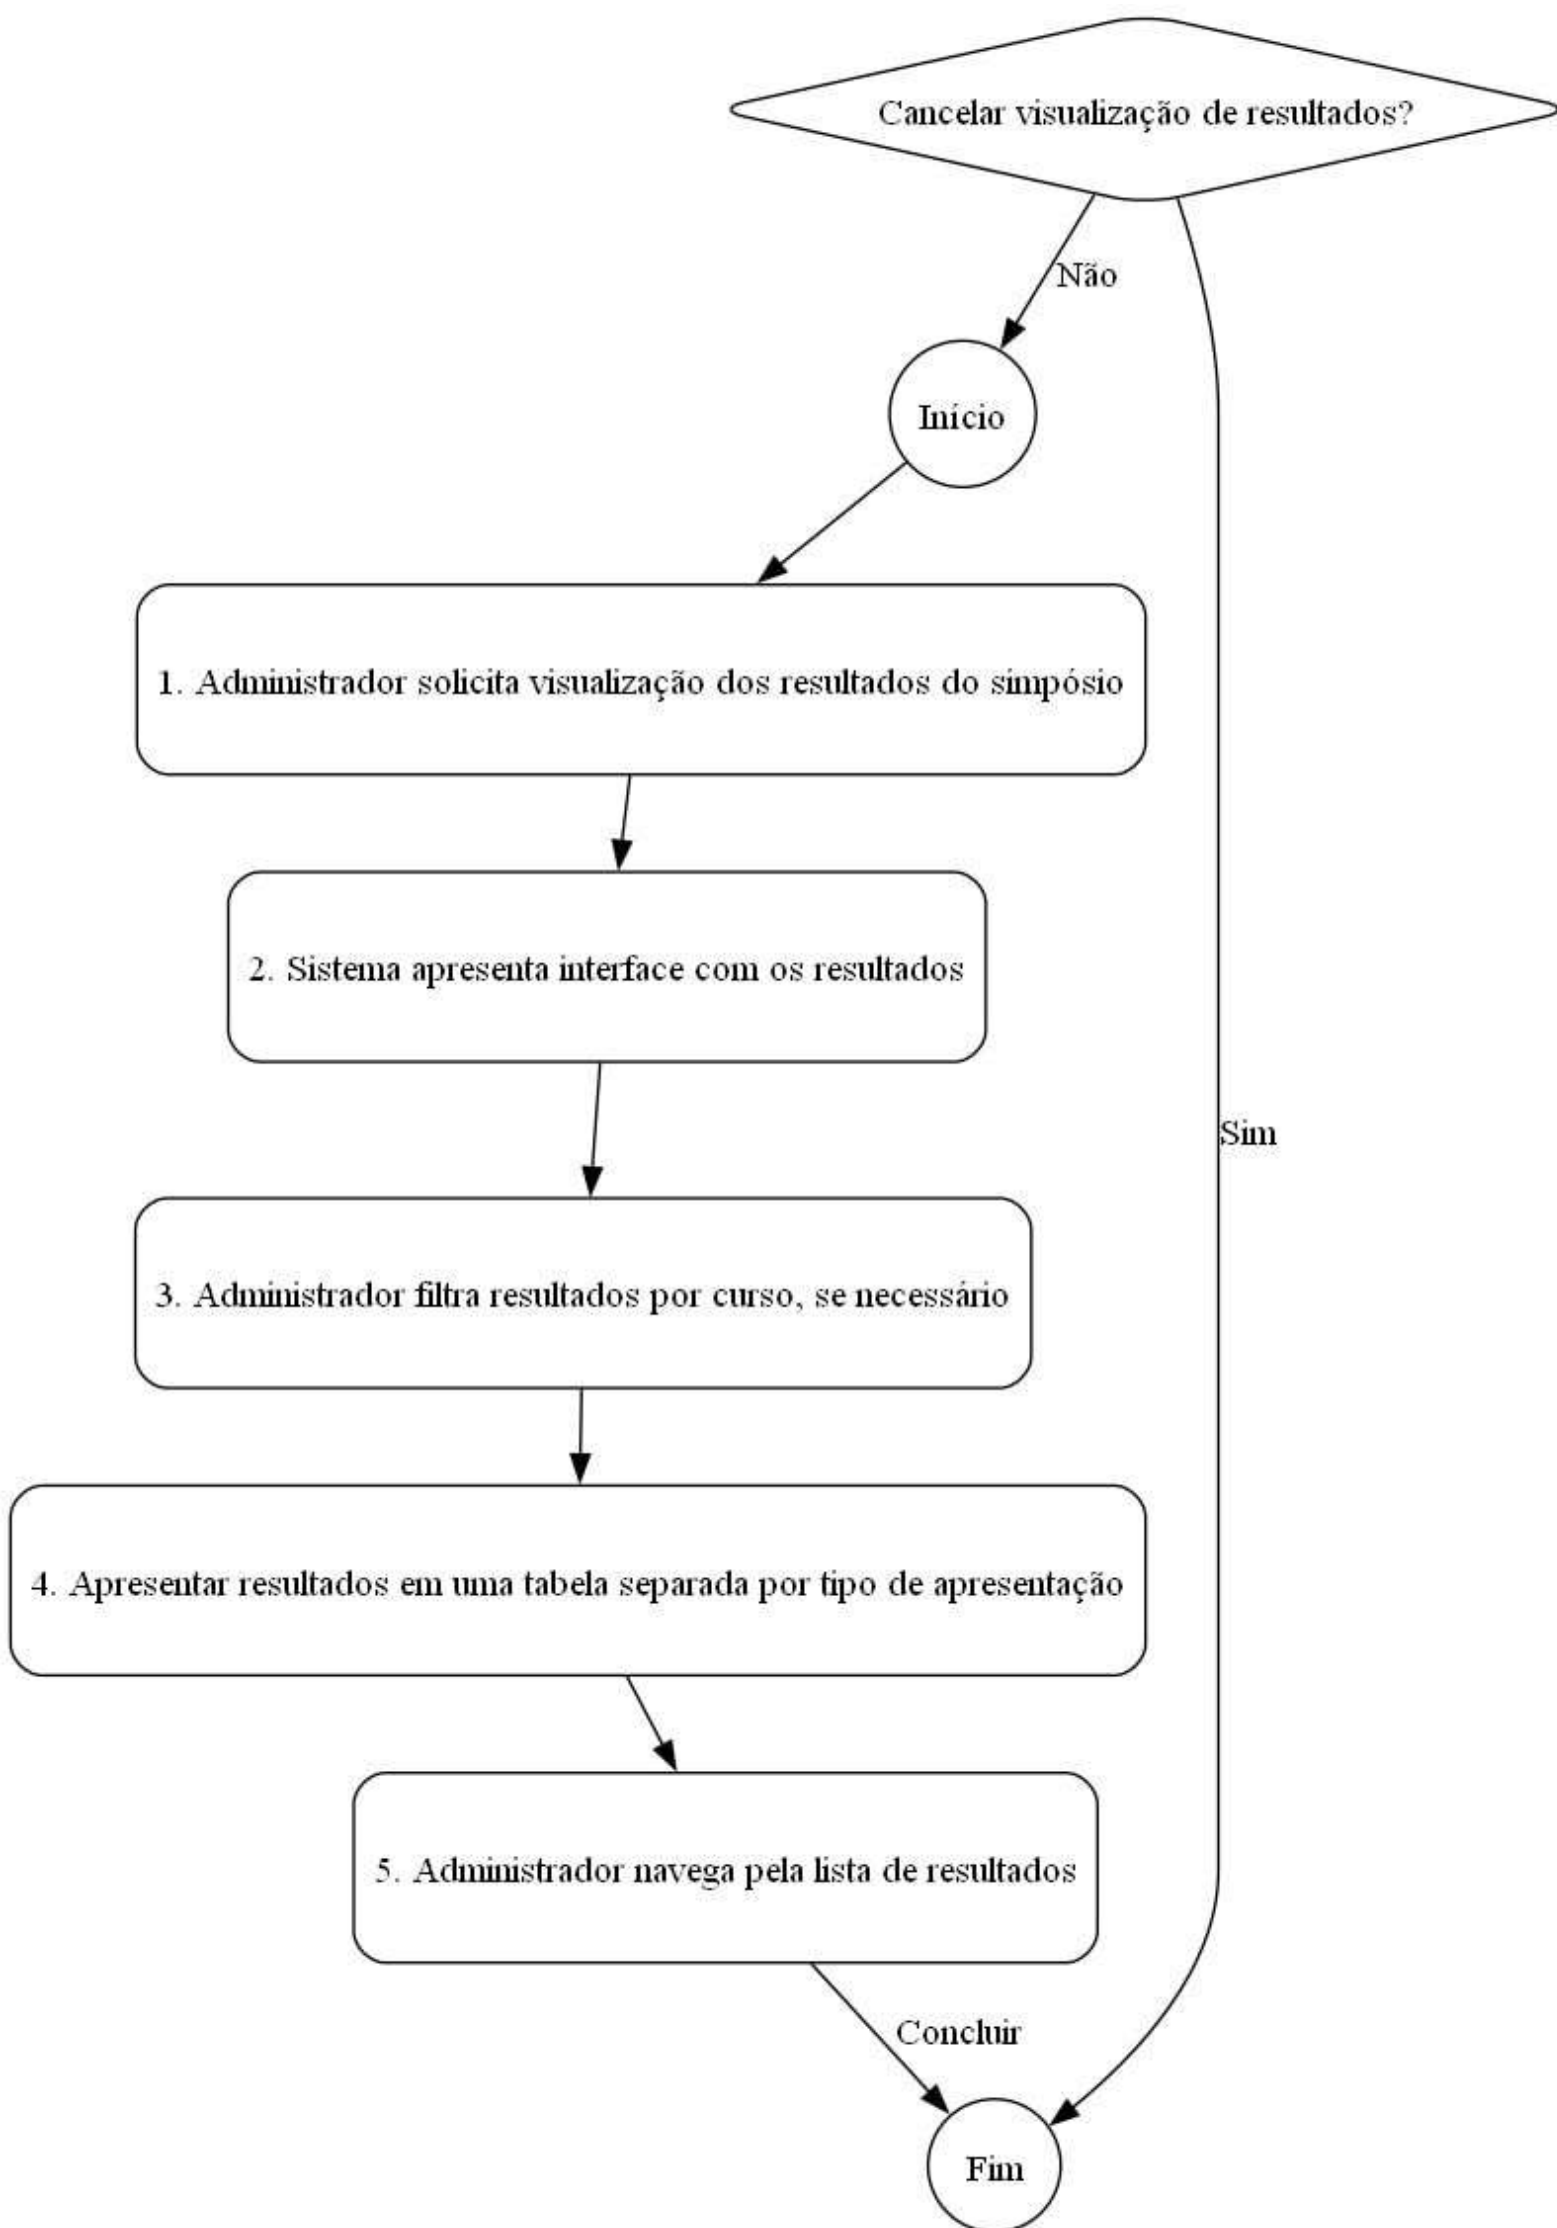 Cancelar visualização de resultados?
Não
Início
1. Administrador solicita visualização dos resultados do simpósio
2. Sistema apresenta interface com os resultados
Sim
3. Administrador filtra resultados por curso, se necessário
4. Apresentar resultados em uma tabela separada por tipo de apresentação
5. Administrador navega pela lista de resultados
Concluir
Fim